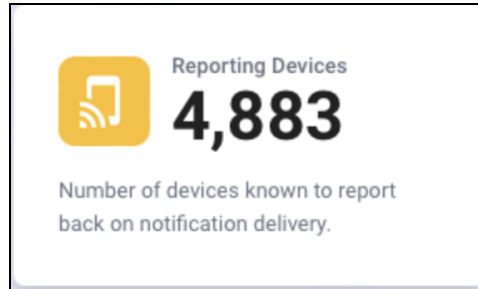 Reporting Devices
4,883
Number of devices known to report
back on notification delivery.